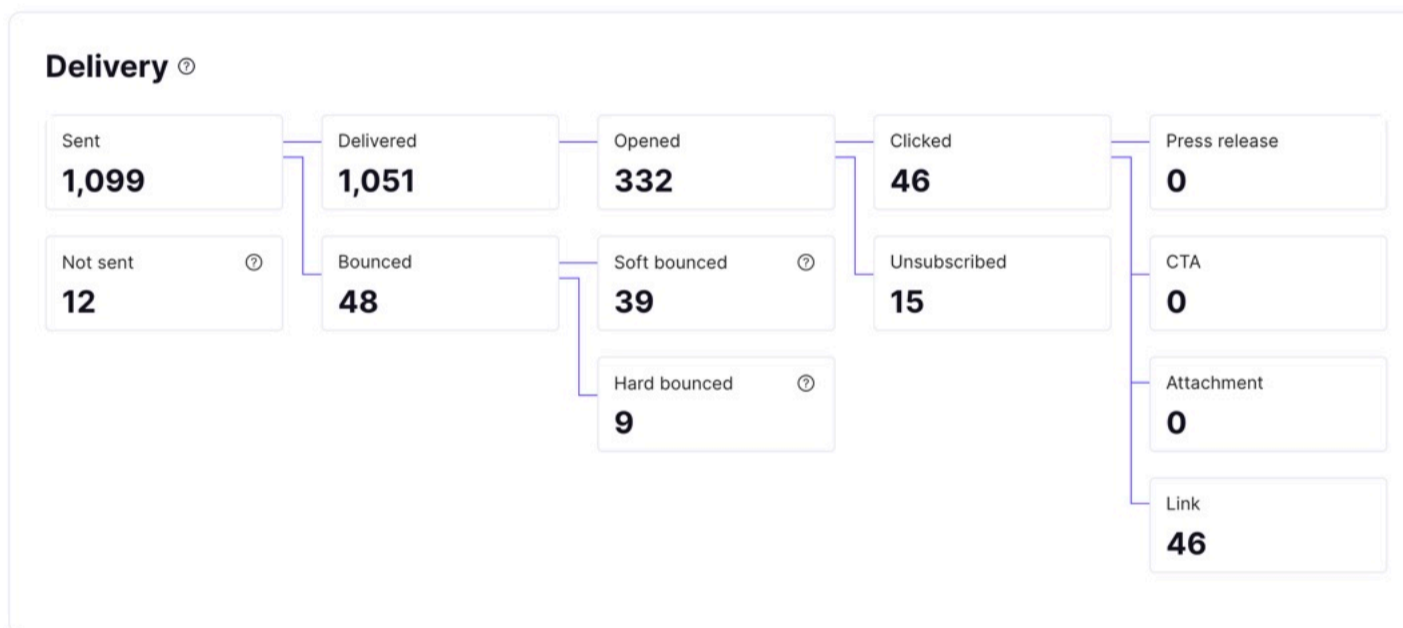 Delivery
Sent
1,099
Delivered
1,051
Opened
332
Clicked
46
Press release
0
Not sent
12
Bounced
48
Soft bounced
39
Unsubscribed
15
CTA
0
Hard bounced
9
Attachment
0
Link
46